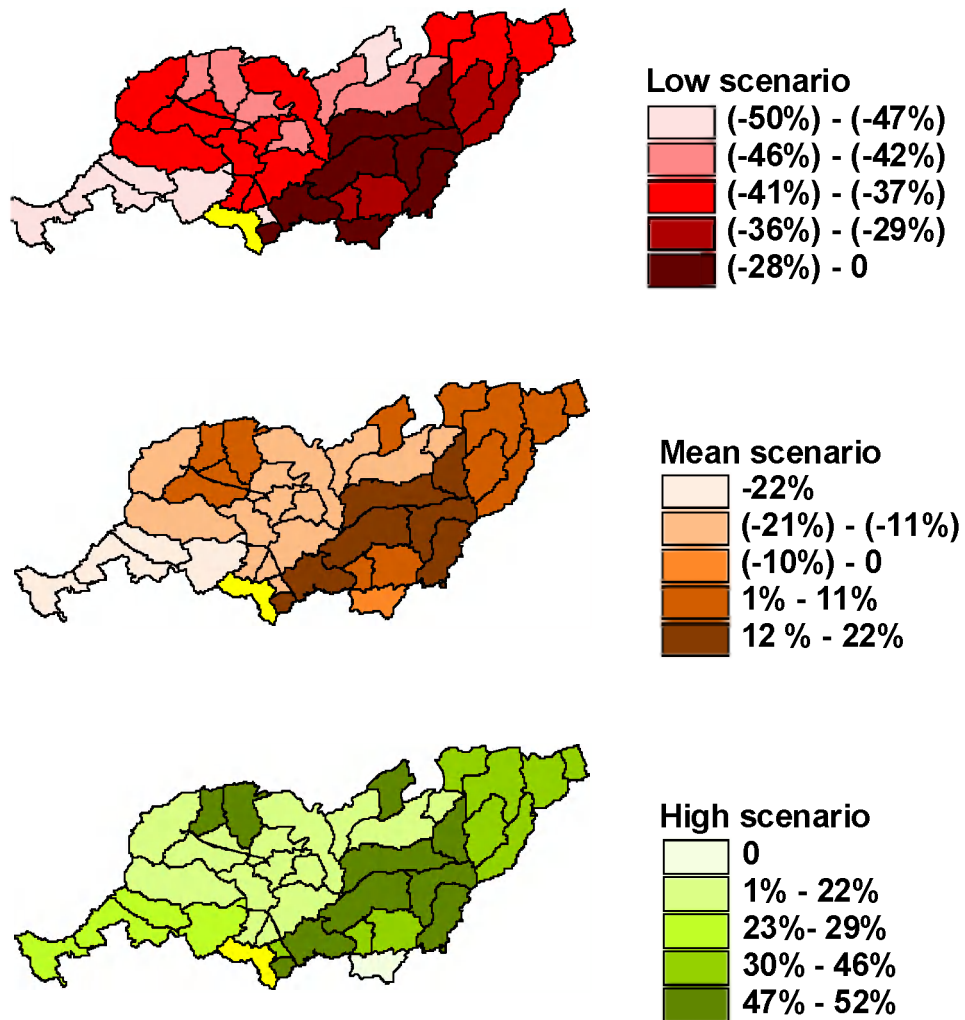 Low scenario
(-50%) - (-47%)
(-46%) - (-42%)
(-41%) - (-37%)
(-36%) - (-29%)
(-28%) - 0
Mean scenario
-22%
(-21%) - (-11%)
(-10%) - 0
1% - 11%
12 % - 22%
High scenario
0
1% - 22%
23%- 29%
30% - 46%
47% - 52%